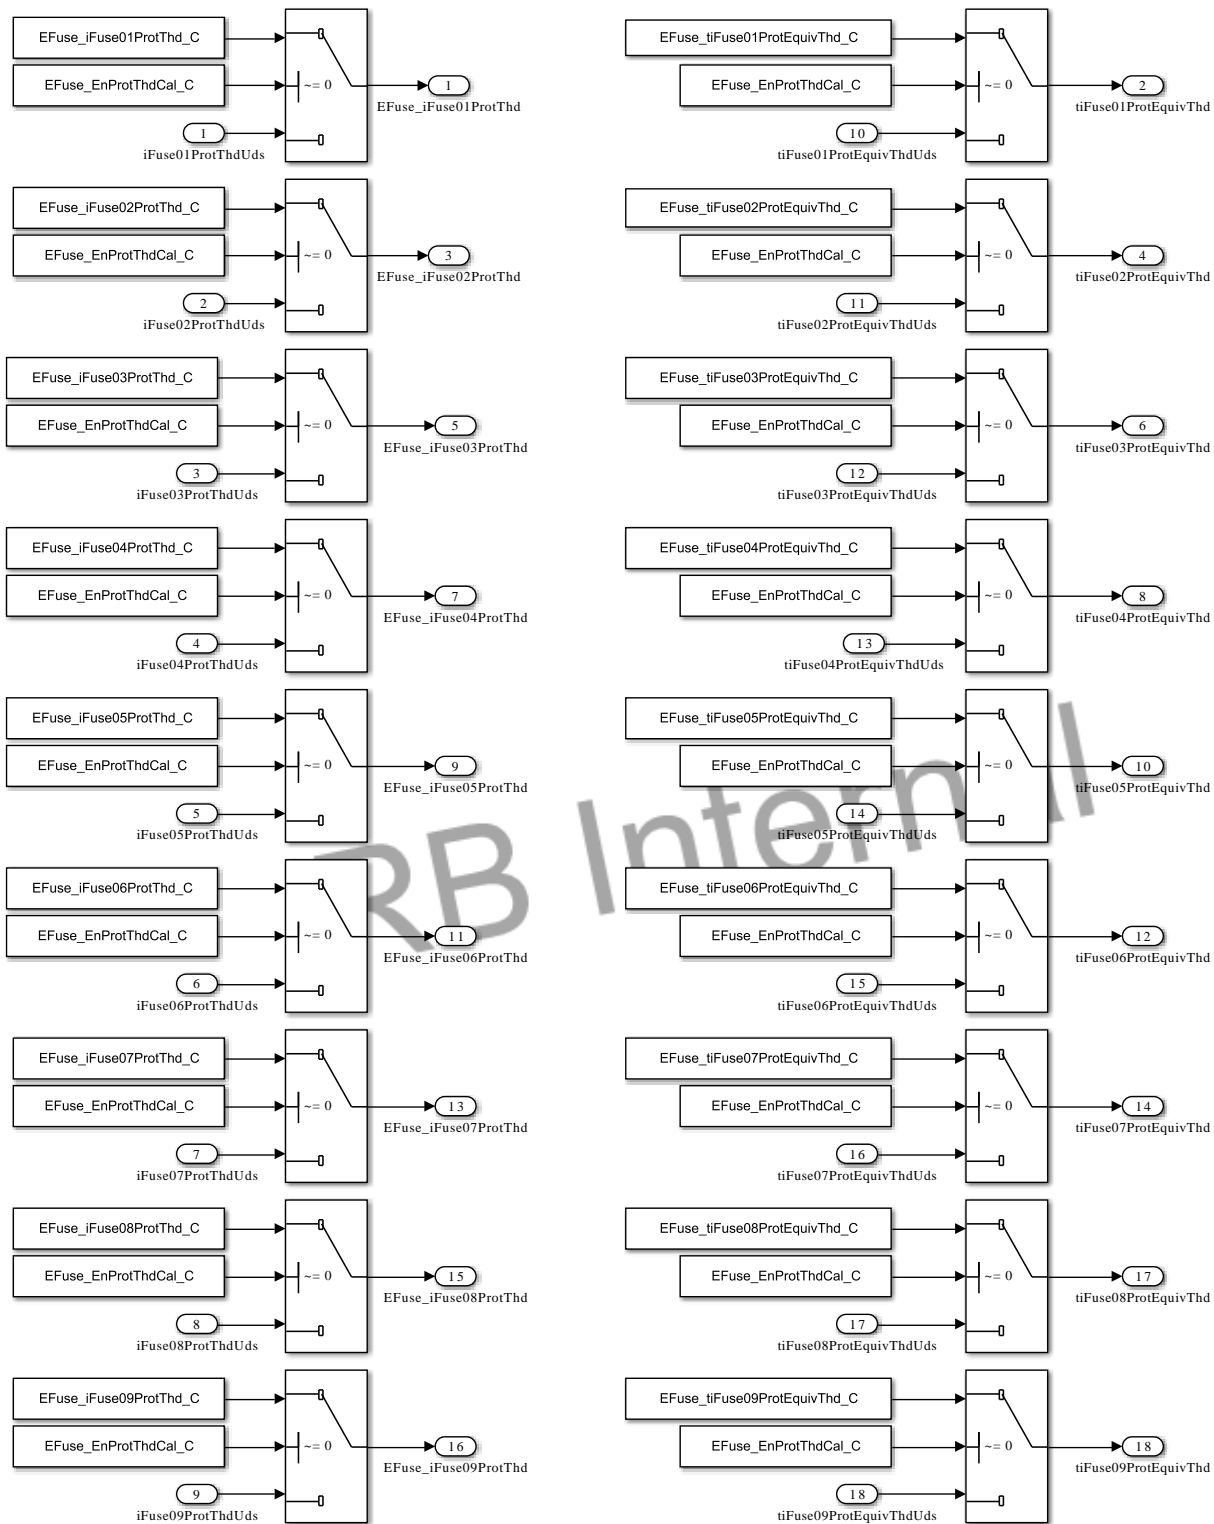 EFuse_iFuse01ProtThd_C
EFuse_EnProtThdCal_C
~= 0
1
EFuse_iFuse01ProtThd
1
iFuse01ProtThdUds
EFuse_tiFuse01ProtEquivThd_C
EFuse_EnProtThdCal_C
~= 0
2
tiFuse01ProtEquivThd
10
tiFuse01ProtEquivThdUds
EFuse_iFuse02ProtThd_C
EFuse_EnProtThdCal_C
~= 0
3
EFuse_iFuse02ProtThd
2
iFuse02ProtThdUds
EFuse_tiFuse02ProtEquivThd_C
EFuse_EnProtThdCal_C
~= 0
4
tiFuse02ProtEquivThd
11
tiFuse02ProtEquivThdUds
EFuse_iFuse03ProtThd_C
EFuse_EnProtThdCal_C
~= 0
5
EFuse_iFuse03ProtThd
3
iFuse03ProtThdUds
EFuse_tiFuse03ProtEquivThd_C
EFuse_EnProtThdCal_C
~= 0
6
tiFuse03ProtEquivThd
12
tiFuse03ProtEquivThdUds
EFuse_iFuse04ProtThd_C
EFuse_EnProtThdCal_C
~= 0
7
EFuse_iFuse04ProtThd
4
iFuse04ProtThdUds
EFuse_tiFuse04ProtEquivThd_C
EFuse_EnProtThdCal_C
~= 0
8
tiFuse04ProtEquivThd
13
tiFuse04ProtEquivThdUds
EFuse_iFuse05ProtThd_C
EFuse_EnProtThdCal_C
~= 0
9
EFuse_iFuse05ProtThd
5
iFuse05ProtThdUds
EFuse_tiFuse05ProtEquivThd_C
EFuse_EnProtThdCal_C
~= 0
10
tiFuse05ProtEquivThd
14
tiFuse05ProtEquivThdUds
RB Internal
EFuse_iFuse06ProtThd_C
EFuse_EnProtThdCal_C
~= 0
11
EFuse_iFuse06ProtThd
6
iFuse06ProtThdUds
EFuse_tiFuse06ProtEquivThd_C
EFuse_EnProtThdCal_C
~= 0
12
tiFuse06ProtEquivThd
15
tiFuse06ProtEquivThdUds
EFuse_iFuse07ProtThd_C
EFuse_EnProtThdCal_C
~= 0
13
EFuse_iFuse07ProtThd
7
iFuse07ProtThdUds
EFuse_tiFuse07ProtEquivThd_C
EFuse_EnProtThdCal_C
~= 0
14
tiFuse07ProtEquivThd
16
tiFuse07ProtEquivThdUds
EFuse_iFuse08ProtThd_C
EFuse_EnProtThdCal_C
~= 0
15
EFuse_iFuse08ProtThd
8
iFuse08ProtThdUds
EFuse_tiFuse08ProtEquivThd_C
EFuse_EnProtThdCal_C
~= 0
17
tiFuse08ProtEquivThd
17
tiFuse08ProtEquivThdUds
EFuse_iFuse09ProtThd_C
EFuse_EnProtThdCal_C
~= 0
16
EFuse_iFuse09ProtThd
9
iFuse09ProtThdUds
EFuse_tiFuse09ProtEquivThd_C
EFuse_EnProtThdCal_C
~= 0
18
tiFuse09ProtEquivThd
18
tiFuse09ProtEquivThdUds